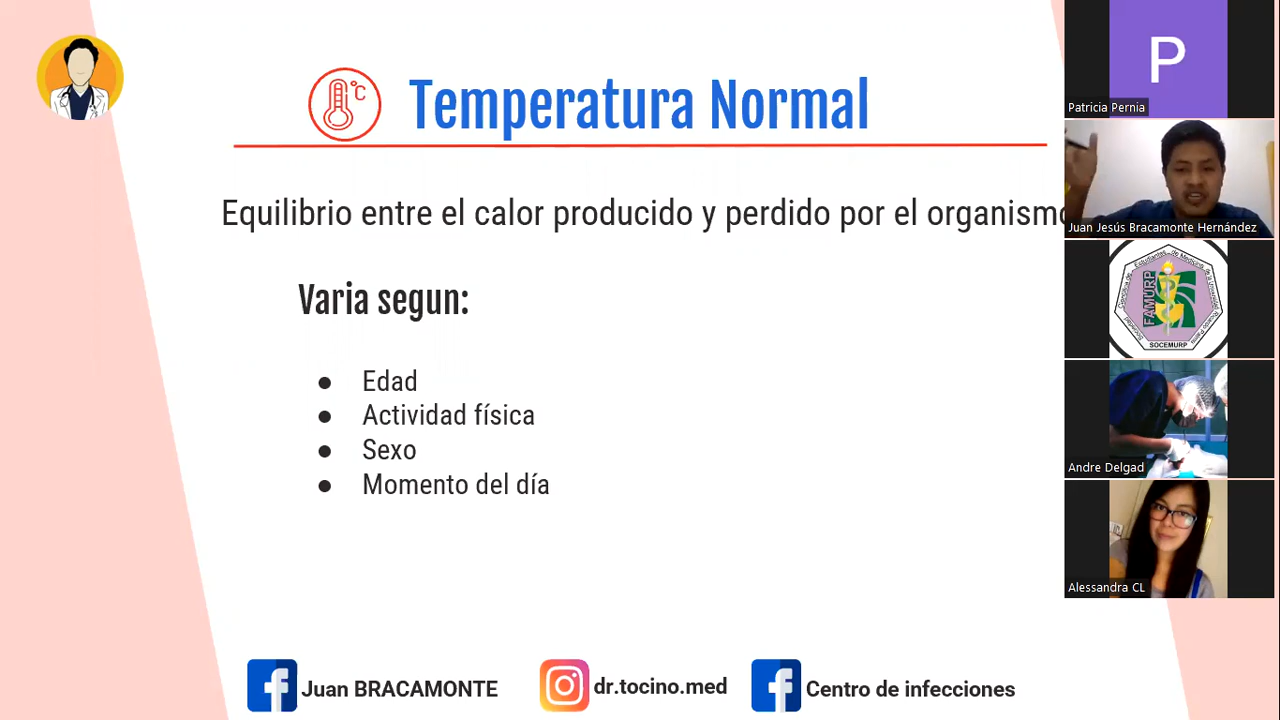 °C
Temperatura Normal
Equilibrio entre el calor producido y perdido por el organismo
Varia segun:
● Edad
● Actividad física
● Sexo
● Momento del día
Juan BRACAMONTE
dr.tocino.med
Centro de infecciones
P
Patricia Pernia
Juan Jesús Bracamonte Hernández
FAMURP
SOCEMURP
Andre Delgad
Alessandra CL